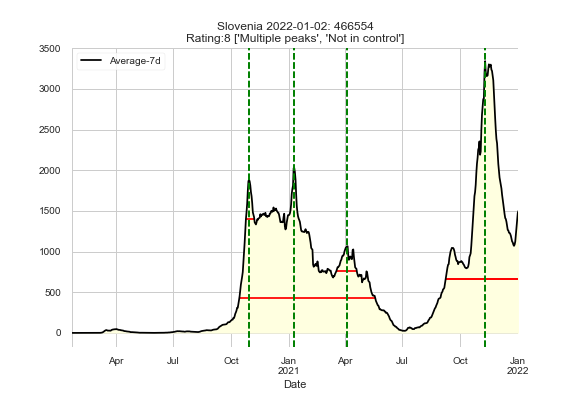 Slovenia 2022-01-02: 466554
Rating:8 ['Multiple peaks', 'Not in control']
Average-7d
3500
3000
2500
2000
1500
1000
500
0
Apr Jul Oct Jan Apr Jul Oct Jan
2021 2022
Date